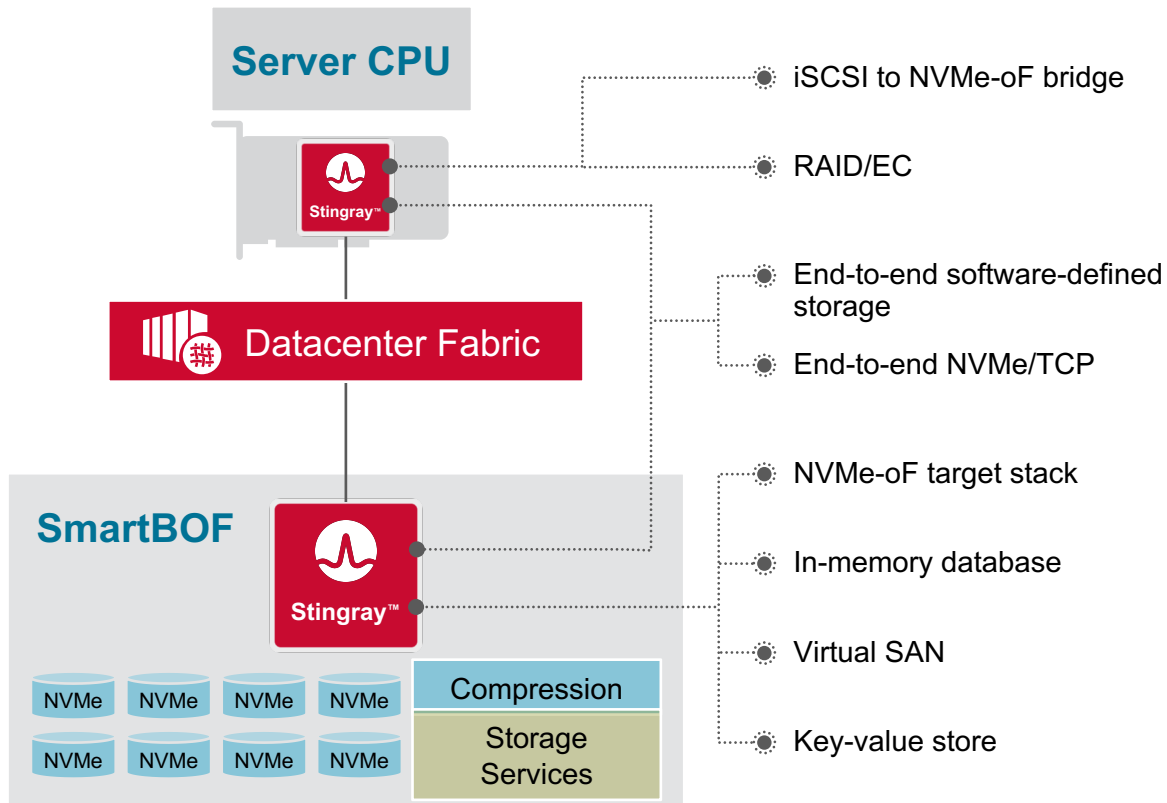 Server CPU
iSCSI to NVMe-oF bridge
RAID/EC
Stingray™
End-to-end software-defined
storage
Datacenter Fabric
End-to-end NVMe/TCP
NVMe-oF target stack
SmartBOF
In-memory database
Stingray™
Virtual SAN
NVMe NVMe NVMe NVMe
Compression
Key-value store
NVMe NVMe NVMe NVMe
Storage
Services